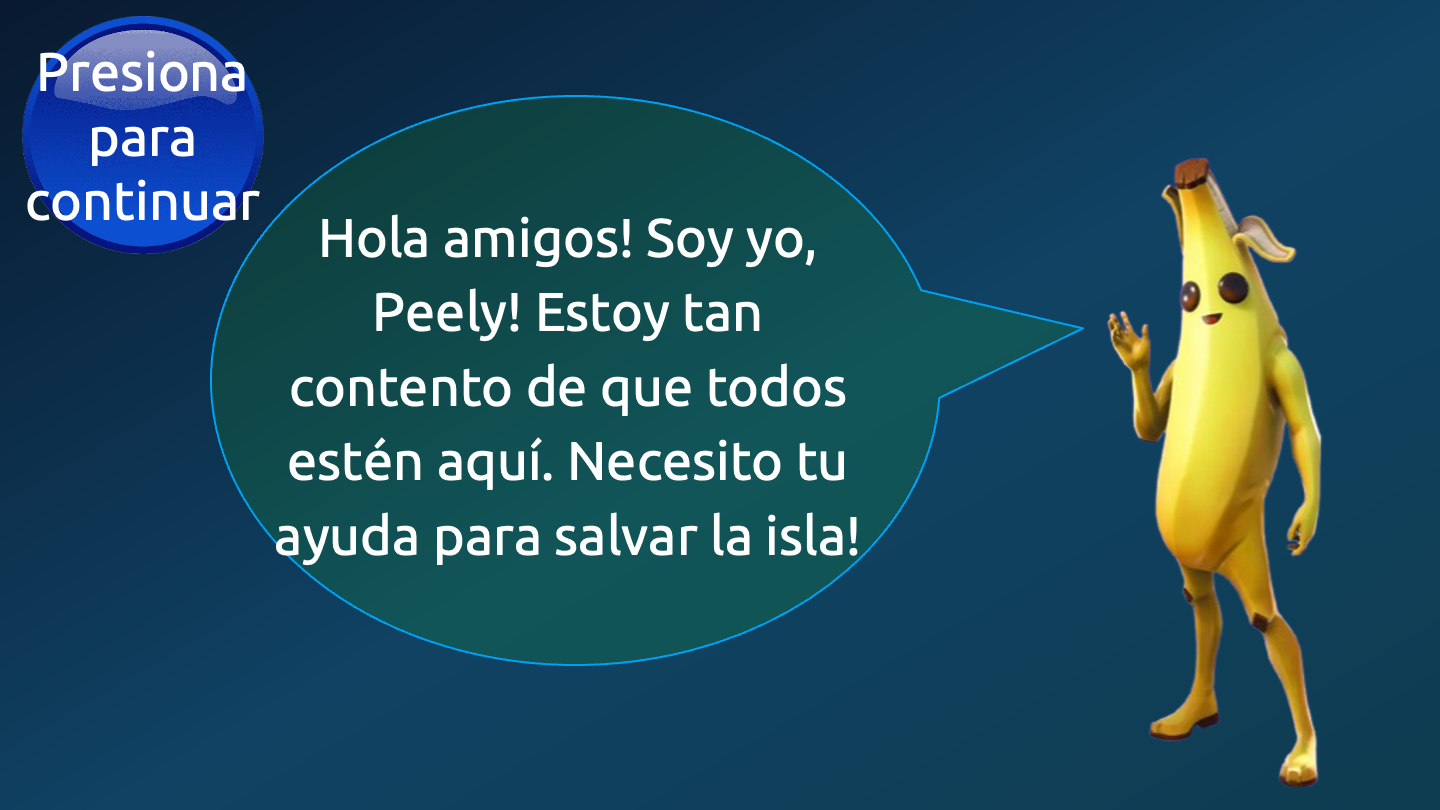 Presiona
para
continuar
Hola amigos! Soy yo,
Peely! Estoy tan
contento de que todos
estén aquí. Necesito tu
ayuda para salvar la isla!